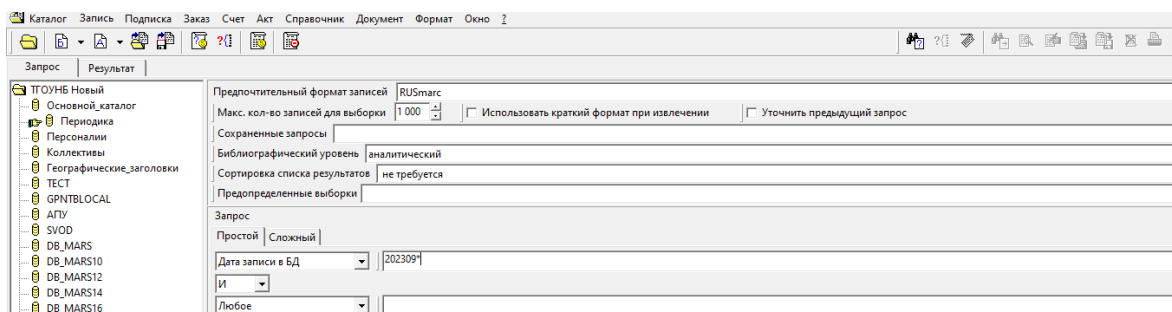 Каталог Запись Подписка Заказ Счет Акт Справочник Документ Формат Окно ?
Запрос Результат
ТГОУНБ Новый
Основной_каталог
Периодика
Персоналии
Коллективы
Географические_заголовки
ТЕСТ
GPNTBLOCAL
АПУ
SVOD
DB_MARS
DB_MARS10
DB_MARS12
DB_MARS14
DB_MARS16
Предпочтительный формат записей RUSmarc
Макс. кол-во записей для выборки 1 000 Использовать краткий формат при извлечении Уточнить предыдущий запрос
Сохраненные запросы
Библиографический уровень аналитический
Сортировка списка результатов не требуется
Предопределенные выборки
Запрос
Простой Сложный
Дата записи в БД 202309*
И
Любое